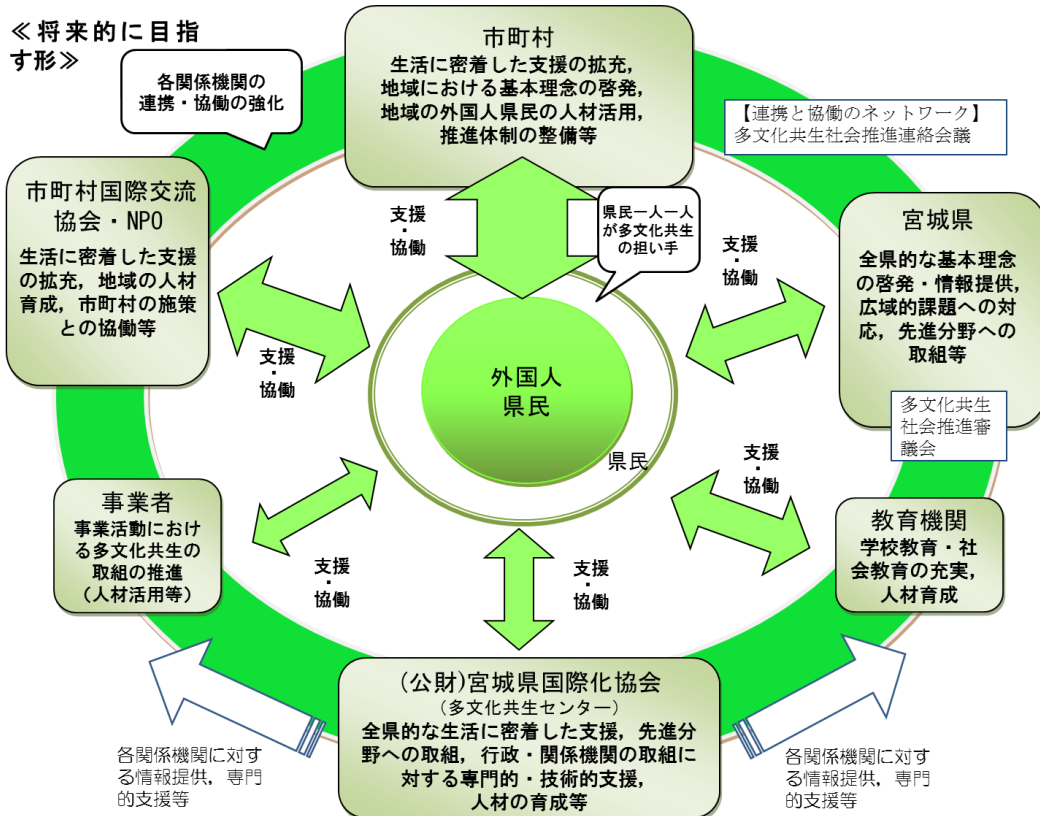 ≪将来的に目指
す形≫
各関係機関の
連携・協働の強化
市町村
生活に密着した支援の拡充，
地域における基本理念の啓発，
地域の外国人県民の人材活用，
推進体制の整備等
【連携と協働のネットワーク】
多文化共生社会推進連絡会議
市町村国際交流
協会・NPO
生活に密着した支援
の拡充，地域の人材
育成，市町村の施策
との協働等
支援
・
協働
県民一人一人
が多文化共生
の担い手
支援
・
協働
宮城県
全県的な基本理念
の啓発・情報提供，
広域的課題への対
応，先進分野への
取組等
支援
・
協働
外国人
県民
県民
多文化共生
社会推進審
議会
支援
・
協働
事業者
事業活動におけ
る多文化共生の
取組の推進
（人材活用等）
教育機関
学校教育・社
会教育の充実，
人材育成
支援
・
協働
支援
・
協働
(公財)宮城県国際化協会
（多文化共生センター）
全県的な生活に密着した支援，先進分
野への取組，行政・関係機関の取組に
対する専門的・技術的支援，
人材の育成等
各関係機関に対す
る情報提供，専門
的支援等
各関係機関に対す
る情報提供，専門
的支援等